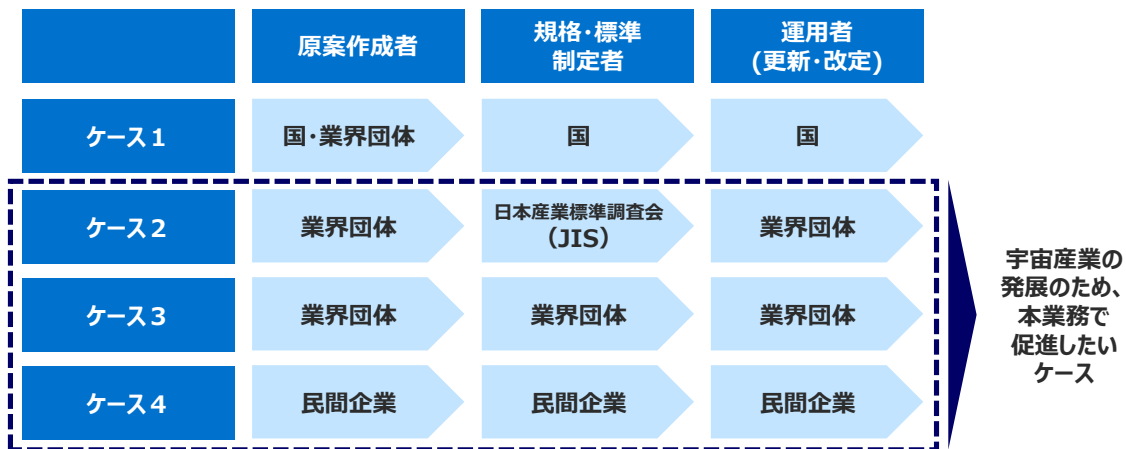 原案作成者
規格・標準
制定者
運用者
(更新・改定)
ケース１
国・業界団体
国
国
ケース２
業界団体
日本産業標準調査会
（JIS）
業界団体
ケース３
業界団体
業界団体
業界団体
ケース４
民間企業
民間企業
民間企業
宇宙産業の
発展のため、
本業務で
促進したい
ケース